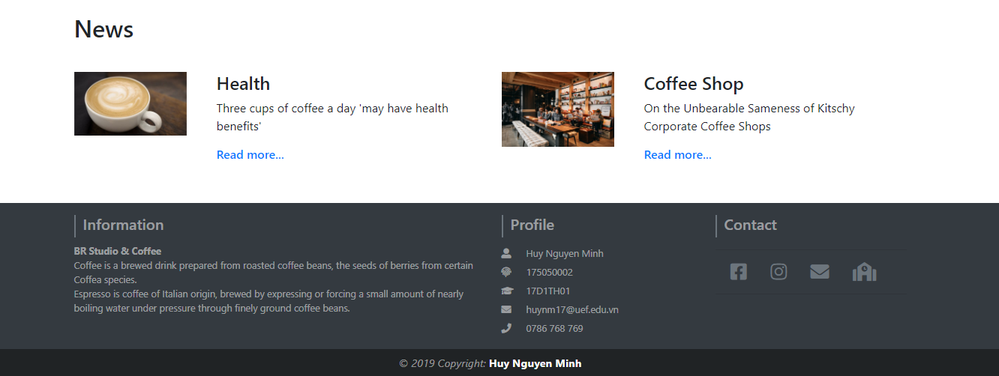 News
Health
Three cups of coffee a day 'may have health
benefits'
Read more...
Coffee Shop
On the Unbearable Sameness of Kitschy
Corporate Coffee Shops
Read more...
Information
BR Studio & Coffee
Coffee is a brewed drink prepared from roasted coffee beans, the seeds of berries from certain
Coffea species.
Espresso is coffee of Italian origin, brewed by expressing or forcing a small amount of nearly
boiling water under pressure through finely ground coffee beans.
Profile
Huy Nguyen Minh
175050002
17D1TH01
huynm17@uef.edu.vn
0786 768 769
Contact
© 2019 Copyright: Huy Nguyen Minh